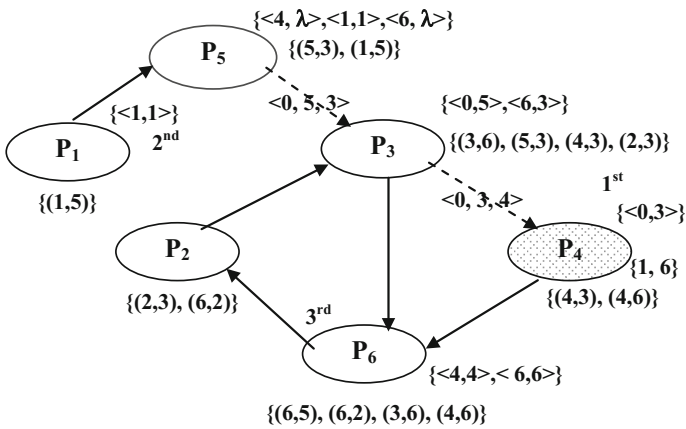 {<4, λ>,<1,1>,<6, λ>}
P5
{(5,3), (1,5)}
{<1,1>}
<0, 5, 3>
{<0,5>,<6,3>}
2nd
P1
P3
{(3,6), (5,3), (4,3), (2,3)}
{(1,5)}
1st
<0, 3, 4>
{<0,3>}
P2
P4
{1, 6}
{(2,3), (6,2)}
{(4,3), (4,6)}
3rd
P6
{<4,4>,< 6,6>}
{(6,5), (6,2), (3,6), (4,6)}